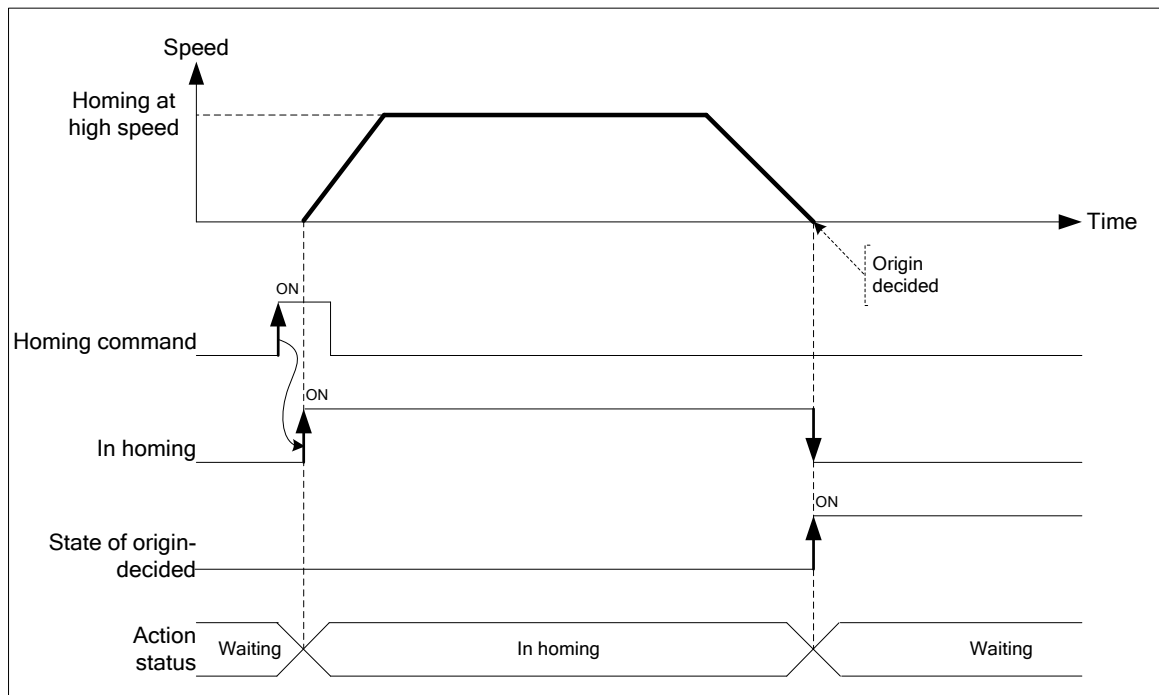 Speed
Homing at
high speed
Time
Origin
decided
ON
Homing command
ON
In homing
ON
State of origin-
decided
Action
status
Waiting
In homing
Waiting